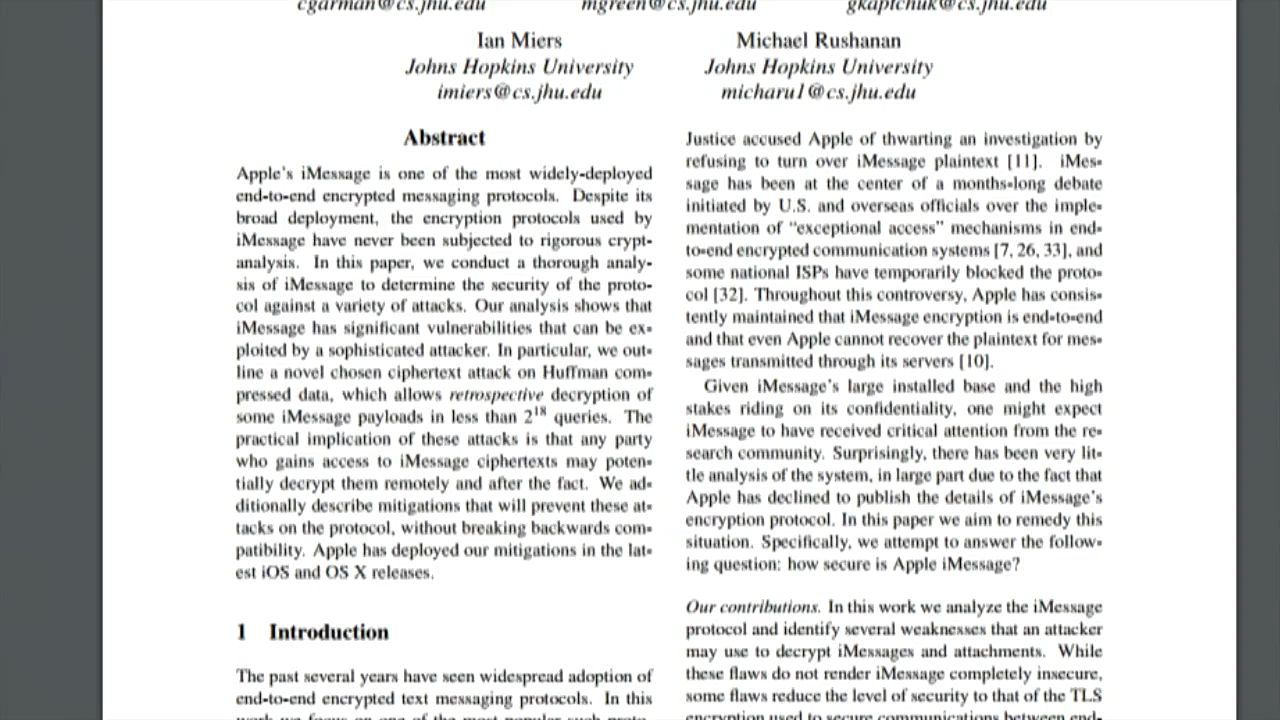 cgarman@cs.jhu.edu mgreen@cs.jhu.edu gkaptchuk@cs.jhu.edu
Ian Miers
Johns Hopkins University
imiers@cs.jhu.edu
Michael Rushanan
Johns Hopkins University
micharu1@cs.jhu.edu
Abstract
Apple's iMessage is one of the most widely-deployed
end-to-end encrypted messaging protocols. Despite its
broad deployment, the encryption protocols used by
iMessage have never been subjected to rigorous crypt-
analysis. In this paper, we conduct a thorough analy-
sis of iMessage to determine the security of the proto-
col against a variety of attacks. Our analysis shows that
iMessage has significant vulnerabilities that can be ex-
ploited by a sophisticated attacker. In particular, we out-
line a novel chosen ciphertext attack on Huffman com-
pressed data, which allows retrospective decryption of
some iMessage payloads in less than 2¹⁸ queries. The
practical implication of these attacks is that any party
who gains access to iMessage ciphertexts may poten-
tially decrypt them remotely and after the fact. We ad-
ditionally describe mitigations that will prevent these at-
tacks on the protocol, without breaking backwards com-
patibility. Apple has deployed our mitigations in the lat-
est iOS and OS X releases.
1 Introduction
The past several years have seen widespread adoption of
end-to-end encrypted text messaging protocols. In this
work we focus on one of the most popular such proto-
Justice accused Apple of thwarting an investigation by
refusing to turn over iMessage plaintext [11]. iMes-
sage has been at the center of a months-long debate
initiated by U.S. and overseas officials over the imple-
mentation of “exceptional access” mechanisms in end-
to-end encrypted communication systems [7, 26, 33], and
some national ISPs have temporarily blocked the proto-
col [32]. Throughout this controversy, Apple has consis-
tently maintained that iMessage encryption is end-to-end
and that even Apple cannot recover the plaintext for mes-
sages transmitted through its servers [10].
Given iMessage's large installed base and the high
stakes riding on its confidentiality, one might expect
iMessage to have received critical attention from the re-
search community. Surprisingly, there has been very lit-
tle analysis of the system, in large part due to the fact that
Apple has declined to publish the details of iMessage's
encryption protocol. In this paper we aim to remedy this
situation. Specifically, we attempt to answer the follow-
ing question: how secure is Apple iMessage?
Our contributions. In this work we analyze the iMessage
protocol and identify several weaknesses that an attacker
may use to decrypt iMessages and attachments. While
these flaws do not render iMessage completely insecure,
some flaws reduce the level of security to that of the TLS
encryption used to secure communications between end-